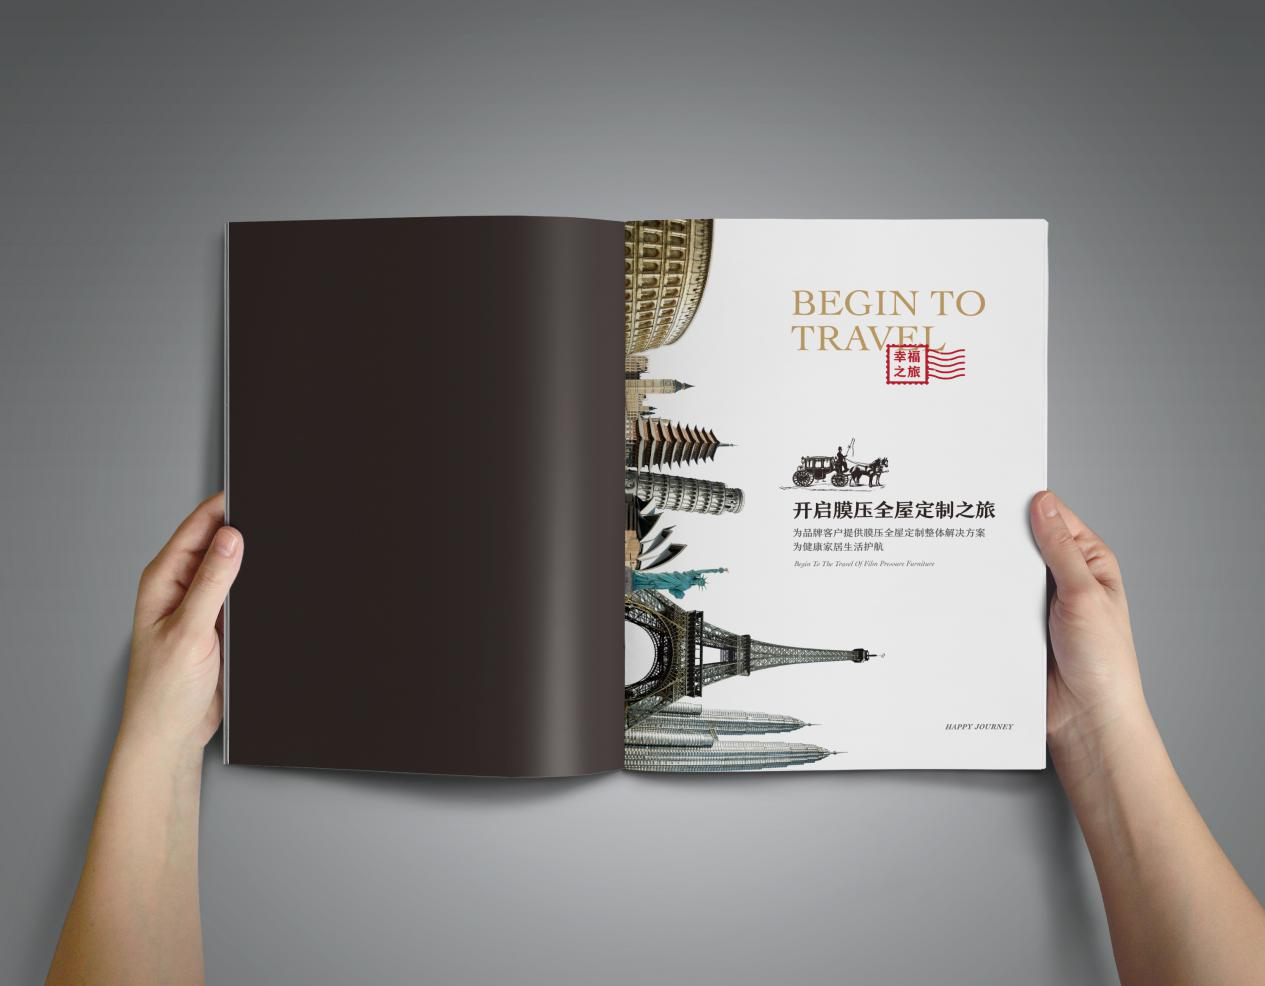 BEGIN TO
TRAVEL
幸福
之旅
开启膜压全屋定制之旅
为品牌客户提供膜压全屋定制整体解决方案
为健康家居生活护航
Begin To The Travel Of Film Pressure Furniture
HAPPY JOURNEY